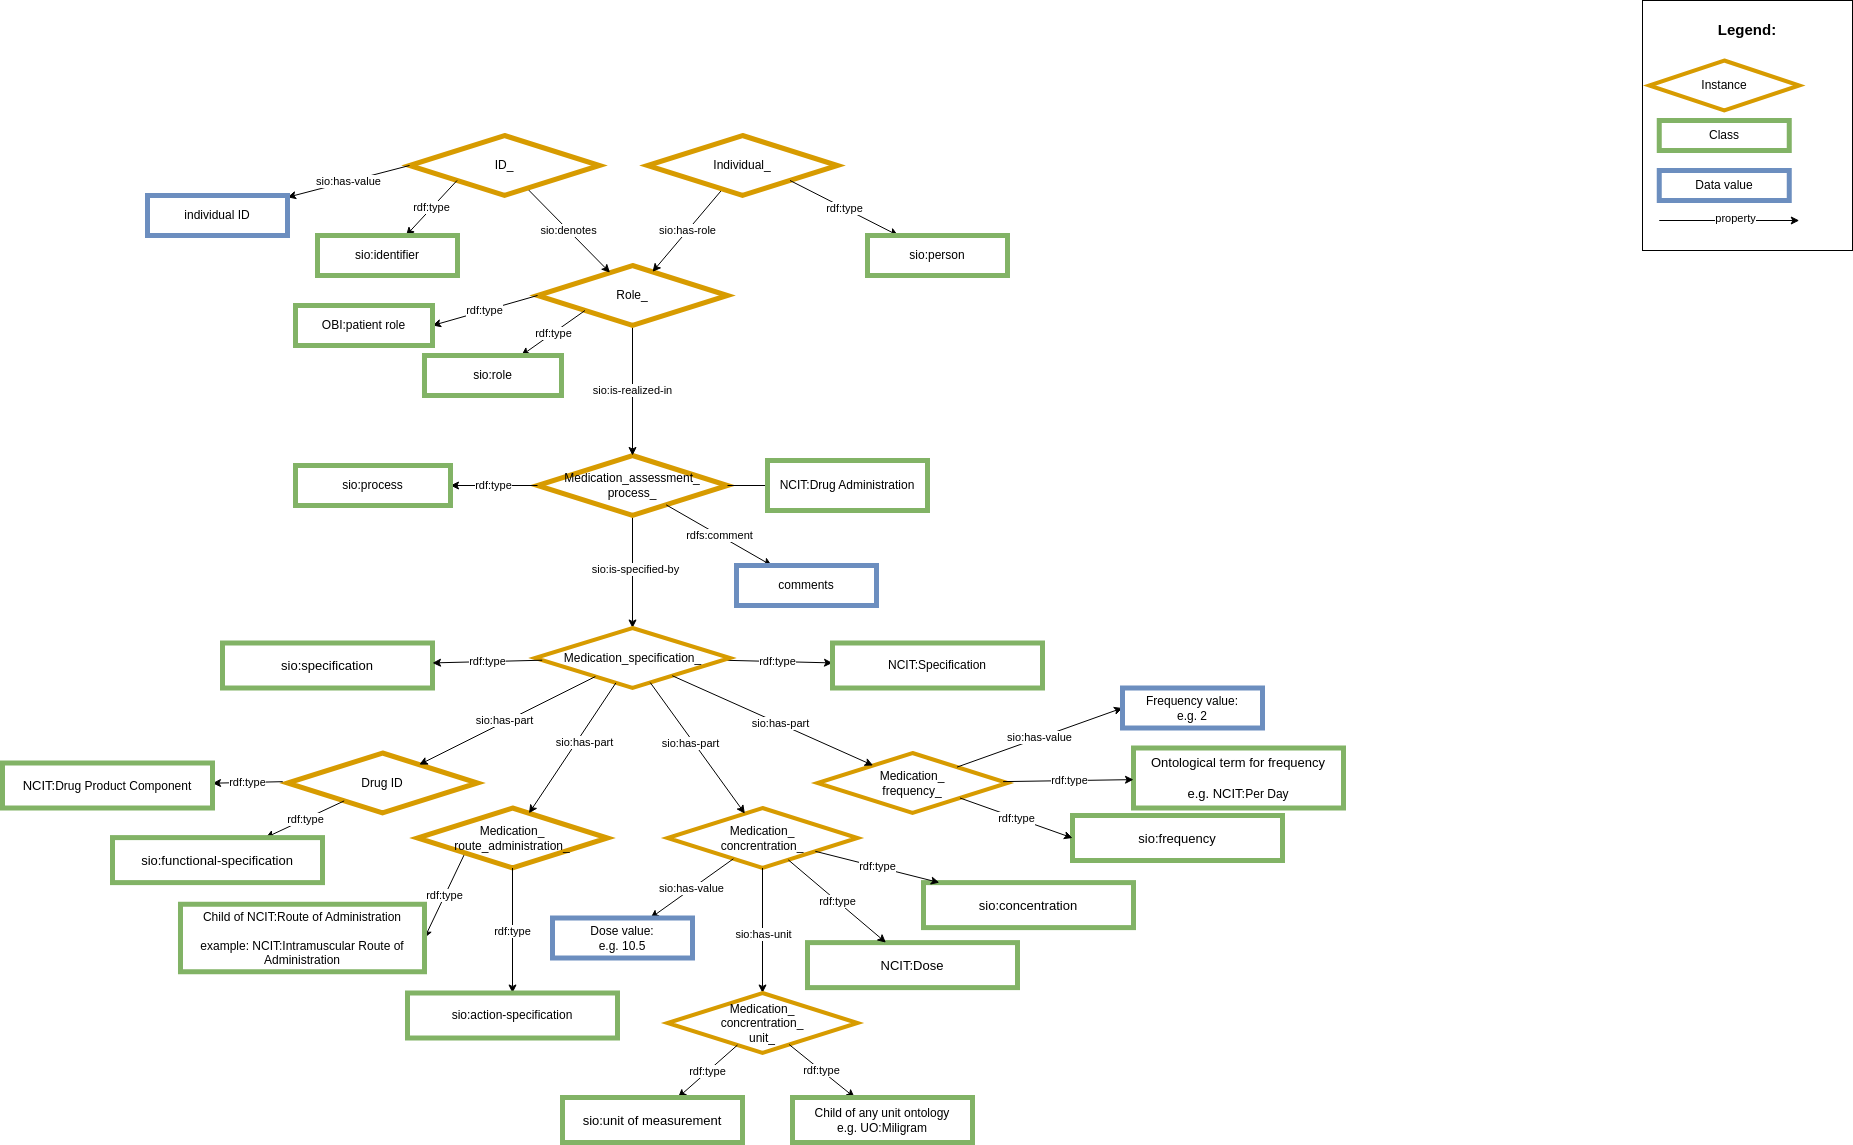 Legend:
Instance
Class
Data value
property
ID_
Individual_
sio:has-value
rdf:type
rdf:type
individual ID
sio:denotes
sio:has-role
sio:identifier
sio:person
Role_
rdf:type
OBI:patient role
rdf:type
sio:role
sio:is-realized-in
Medication_assessment_
process_
sio:process
rdf:type
NCIT:Drug Administration
rdfs:comment
sio:is-specified-by
comments
Medication_specification_
sio:specification
rdf:type
rdf:type
NCIT:Specification
sio:has-part
sio:has-part
sio:has-part
sio:has-part
Frequency value:
e.g. 2
sio:has-value
NCIT:Drug Product Component
rdf:type
Drug ID
Medication_
frequency_
rdf:type
Ontological term for frequency
e.g. NCIT:Per Day
rdf:type
rdf:type
sio:frequency
sio:functional-specification
Medication_
route_administration_
Medication_
concrentration_
rdf:type
sio:concentration
rdf:type
rdf:type
sio:has-value
rdf:type
Child of NCIT:Route of Administration
example: NCIT:Intramuscular Route of
Administration
Dose value:
e.g. 10.5
sio:has-unit
NCIT:Dose
sio:action-specification
Medication_
concrentration_
unit_
rdf:type
rdf:type
sio:unit of measurement
Child of any unit ontology
e.g. UO:Miligram